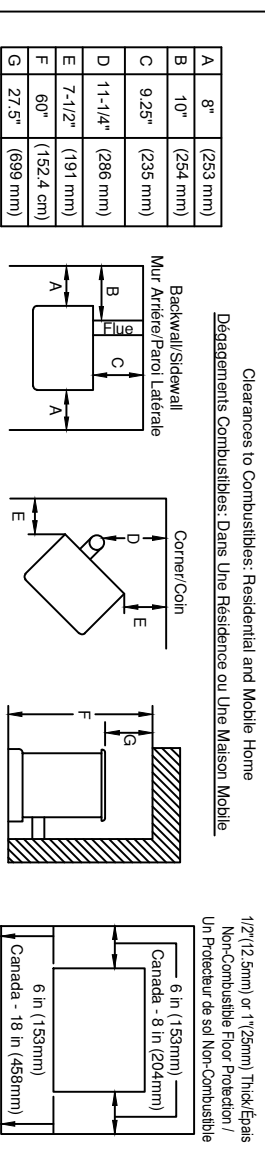 Clearances to Combustibles: Residential and Mobile Home
Dégagements Combustibles: Dans Une Résidence ou Une Maison Mobile
A 8" (253 mm)
B 10" (254 mm)
C 9.25" (235 mm)
D 11-1/4" (286 mm)
E 7-1/2" (191 mm)
F 60" (152.4 cm)
G 27.5" (699 mm)
Backwall/Sidewall
Mur Arriére/Paroi Latérale
B
Flue
C
A
A
Corner/Coin
D
E
E
F
G
1/2"(12.5mm) or 1"(25mm) Thick/Épais
Non-Combustible Floor Protection /
Un Protecteur de sol Non-Combustible
6 in (153mm)
Canada - 8 in (204mm)
6 in (153mm)
Canada - 18 in (458mm)